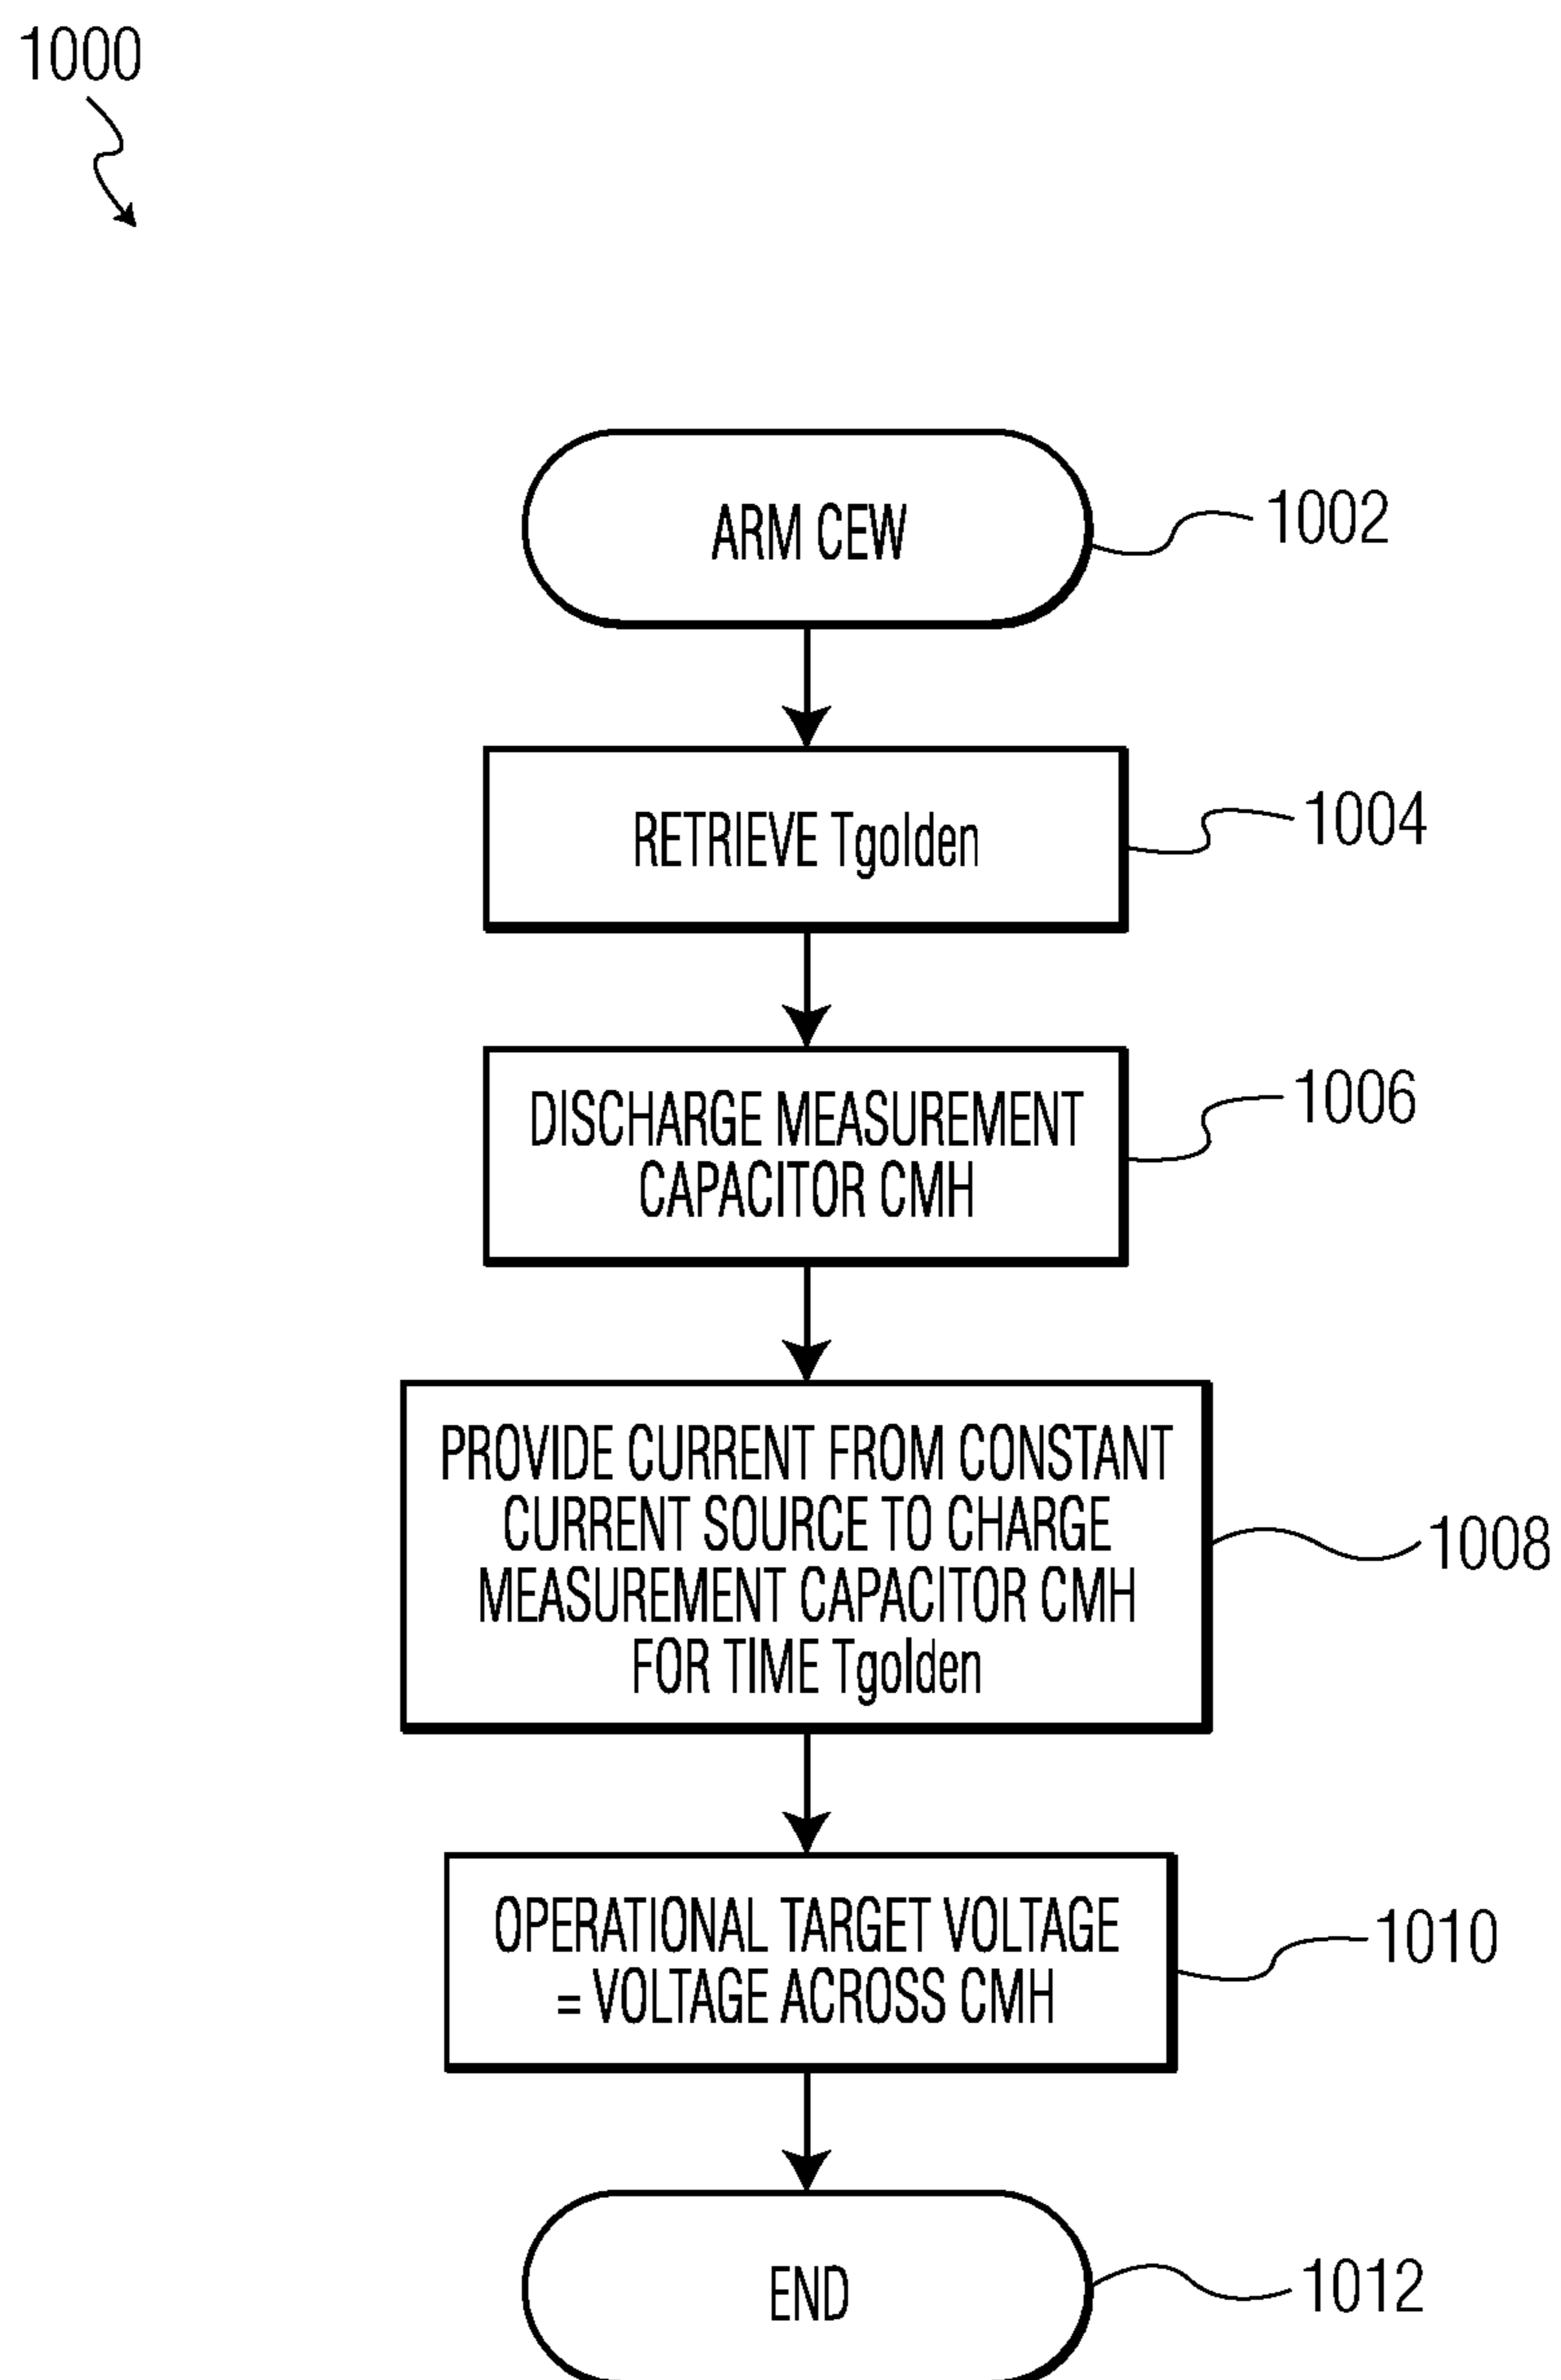 1000
ARM CEW
1002
RETRIEVE Tgolden
1004
DISCHARGE MEASUREMENT
CAPACITOR CMH
1006
PROVIDE CURRENT FROM CONSTANT
CURRENT SOURCE TO CHARGE
MEASUREMENT CAPACITOR CMH
FOR TIME Tgolden
1008
OPERATIONAL TARGET VOLTAGE
= VOLTAGE ACROSS CMH
1010
END
1012